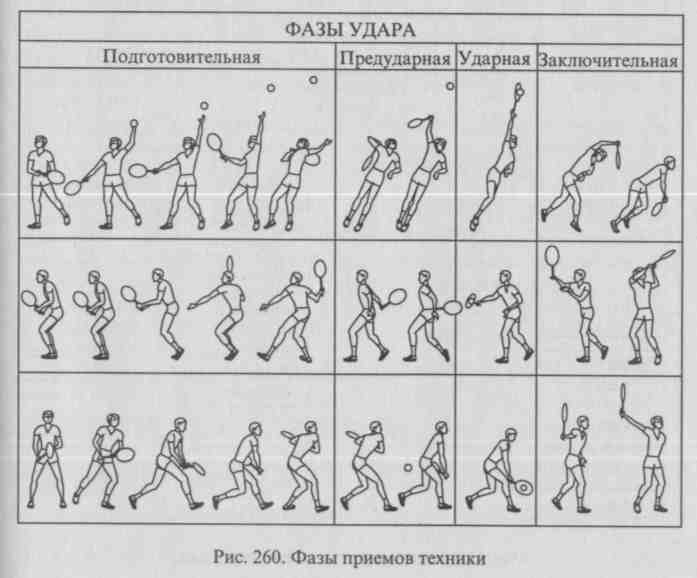 ФАЗЫ УДАРА
Подготовительная Предударная Ударная Заключительная
Рис. 260. Фазы приемов техники